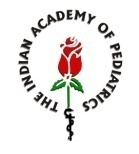 THE INDIAN ACADEMY OF PEDIATRICS